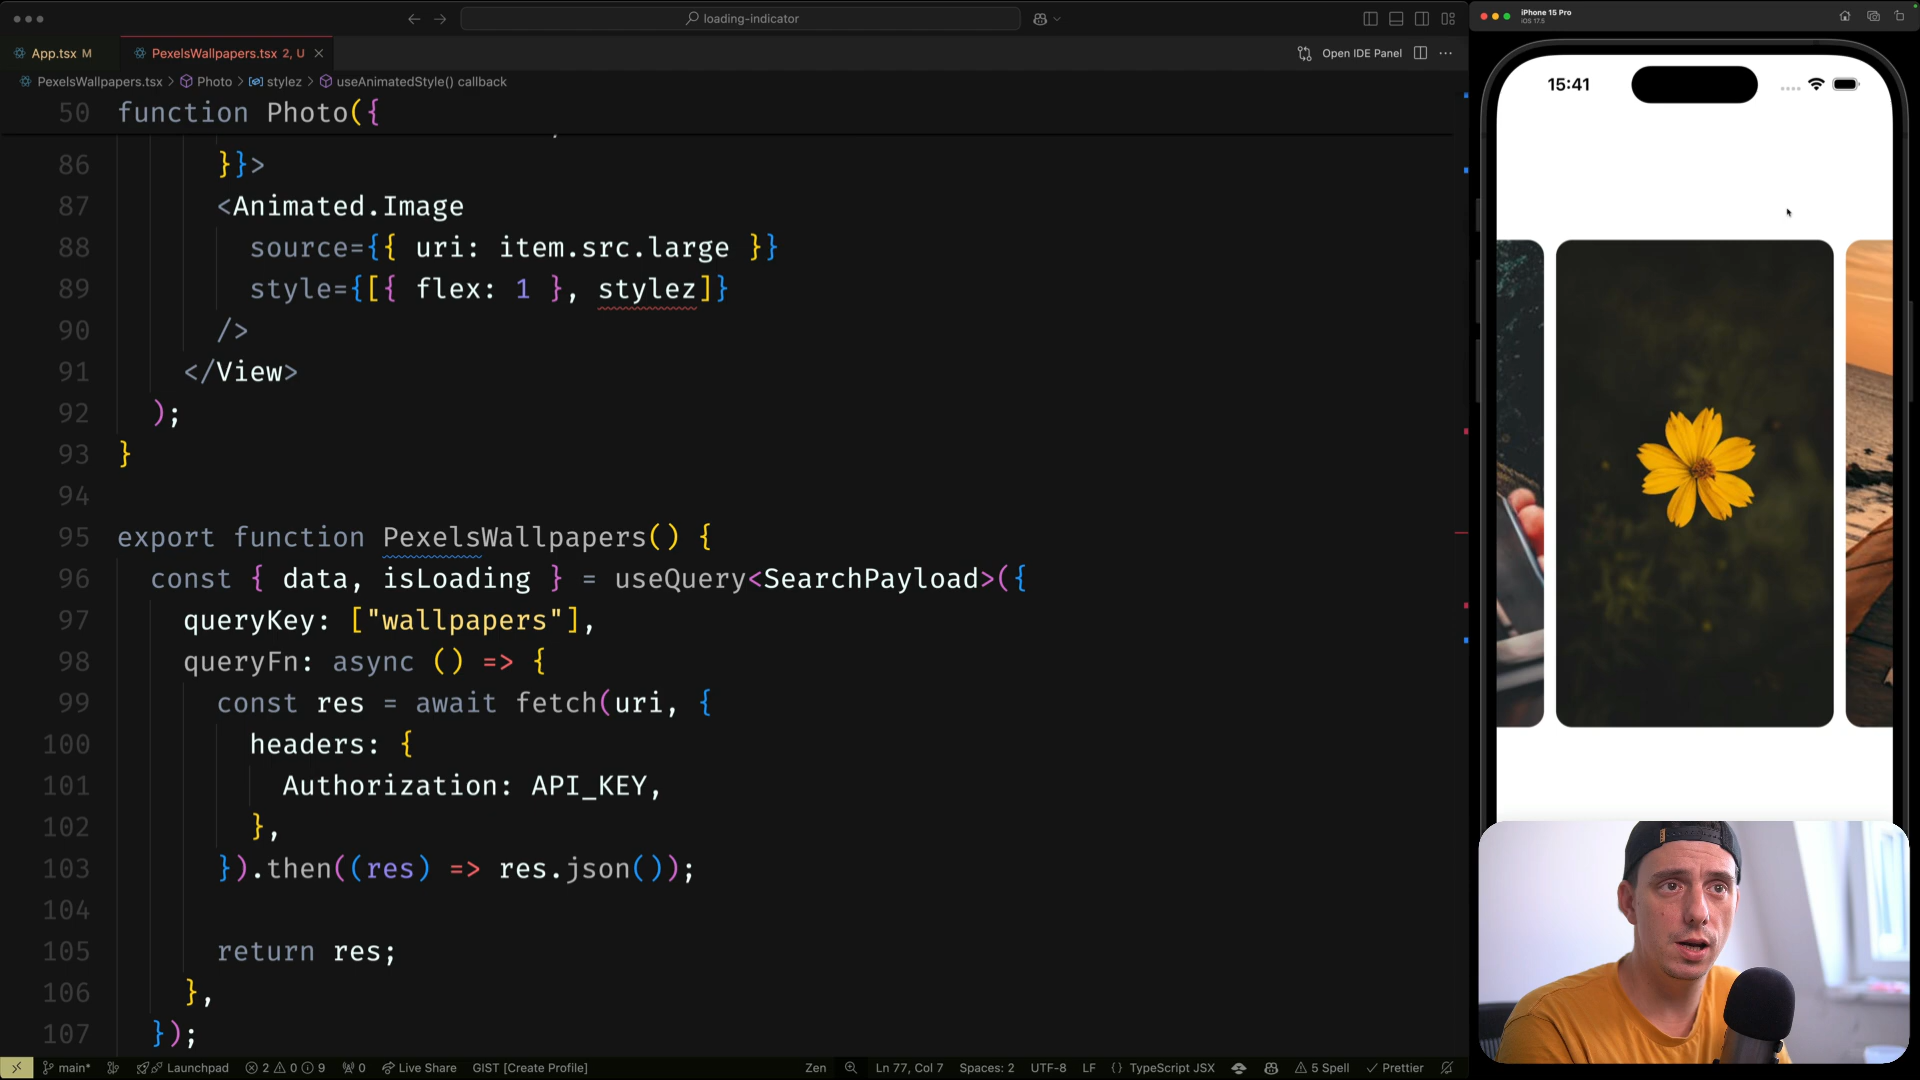 loading-indicator
iPhone 15 Pro
iOS 17.5
App.tsx M
PexelsWallpapers.tsx 2, U
Open IDE Panel
PexelsWallpapers.tsx > Photo > stylez > useAnimatedStyle() callback
15:41
50 function Photo({
86 }}>
87 <Animated.Image
88 source={{ uri: item.src.large }}
89 style={[{ flex: 1 }, stylez]}
90 />
91 </View>
92 );
93 }
94
95 export function PexelsWallpapers() {
96 const { data, isLoading } = useQuery<SearchPayload>({
97 queryKey: ["wallpapers"],
98 queryFn: async () => {
99 const res = await fetch(uri, {
100 headers: {
101 Authorization: API_KEY,
102 },
103 }).then((res) => res.json());
104
105 return res;
106 },
107 });
main* Launchpad 2 0 9 0 Live Share GIST [Create Profile] Zen Ln 77, Col 7 Spaces: 2 UTF-8 LF {} TypeScript JSX 5 Spell Prettier